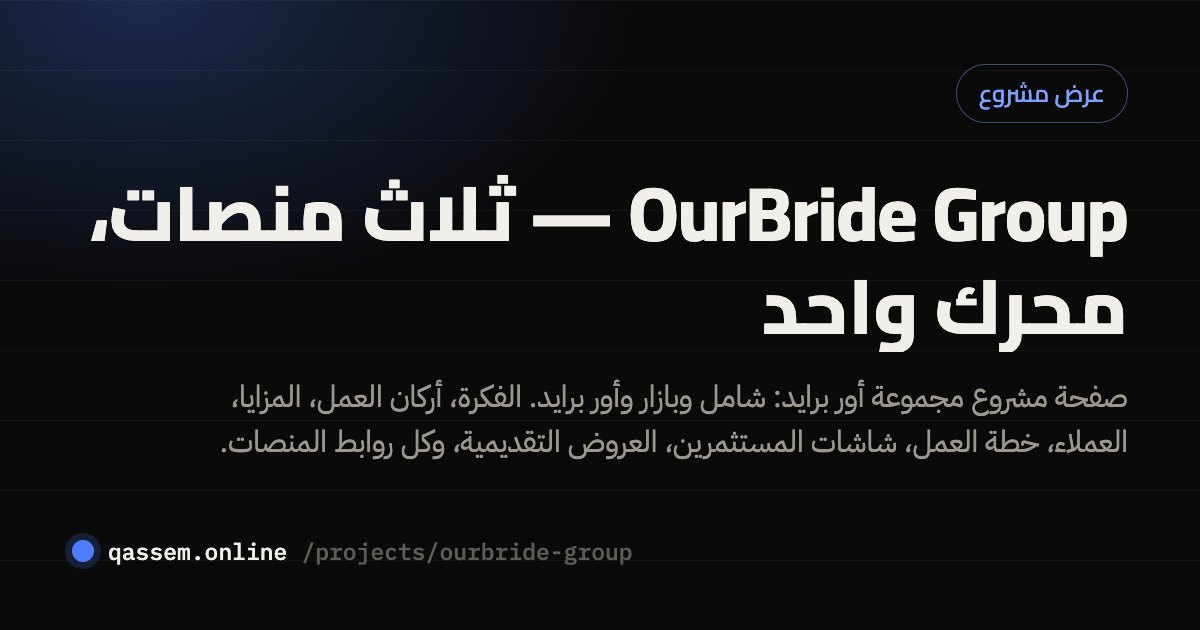 عرض مشروع
OurBride Group — ثلاث منصات،
محرك واحد
صفحة مشروع مجموعة أور برايد: شامل وبازار وأور برايد. الفكرة، أركان العمل، المزايا،
العملاء، خطة العمل، شاشات المستثمرين، العروض التقديمية، وكل روابط المنصات.
qassem.online /projects/ourbride-group